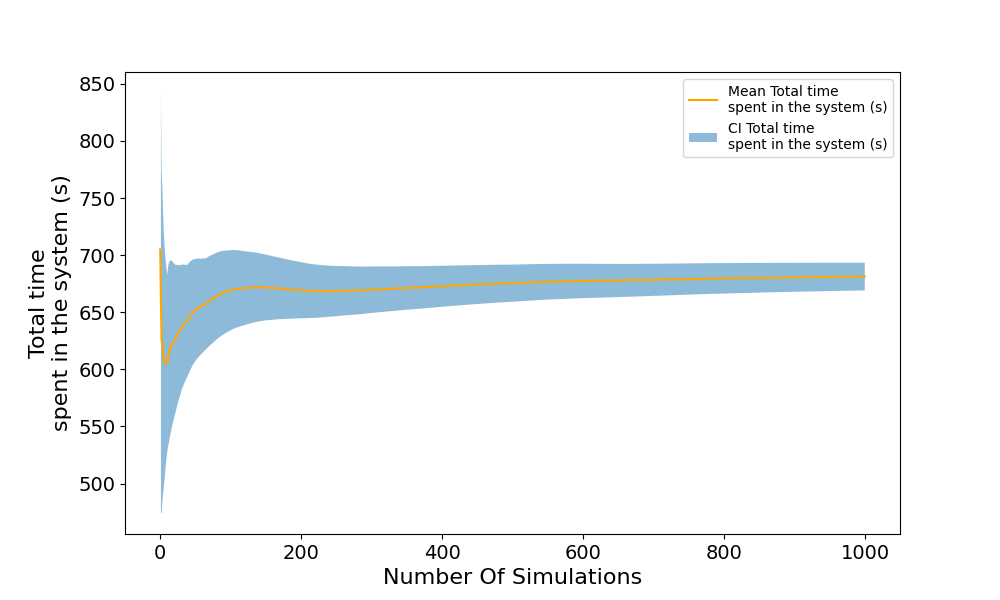 850
800
750
700
650
600
550
500
Total time
spent in the system (s)
Mean Total time
spent in the system (s)
CI Total time
spent in the system (s)
0 200 400 600 800 1000
Number Of Simulations